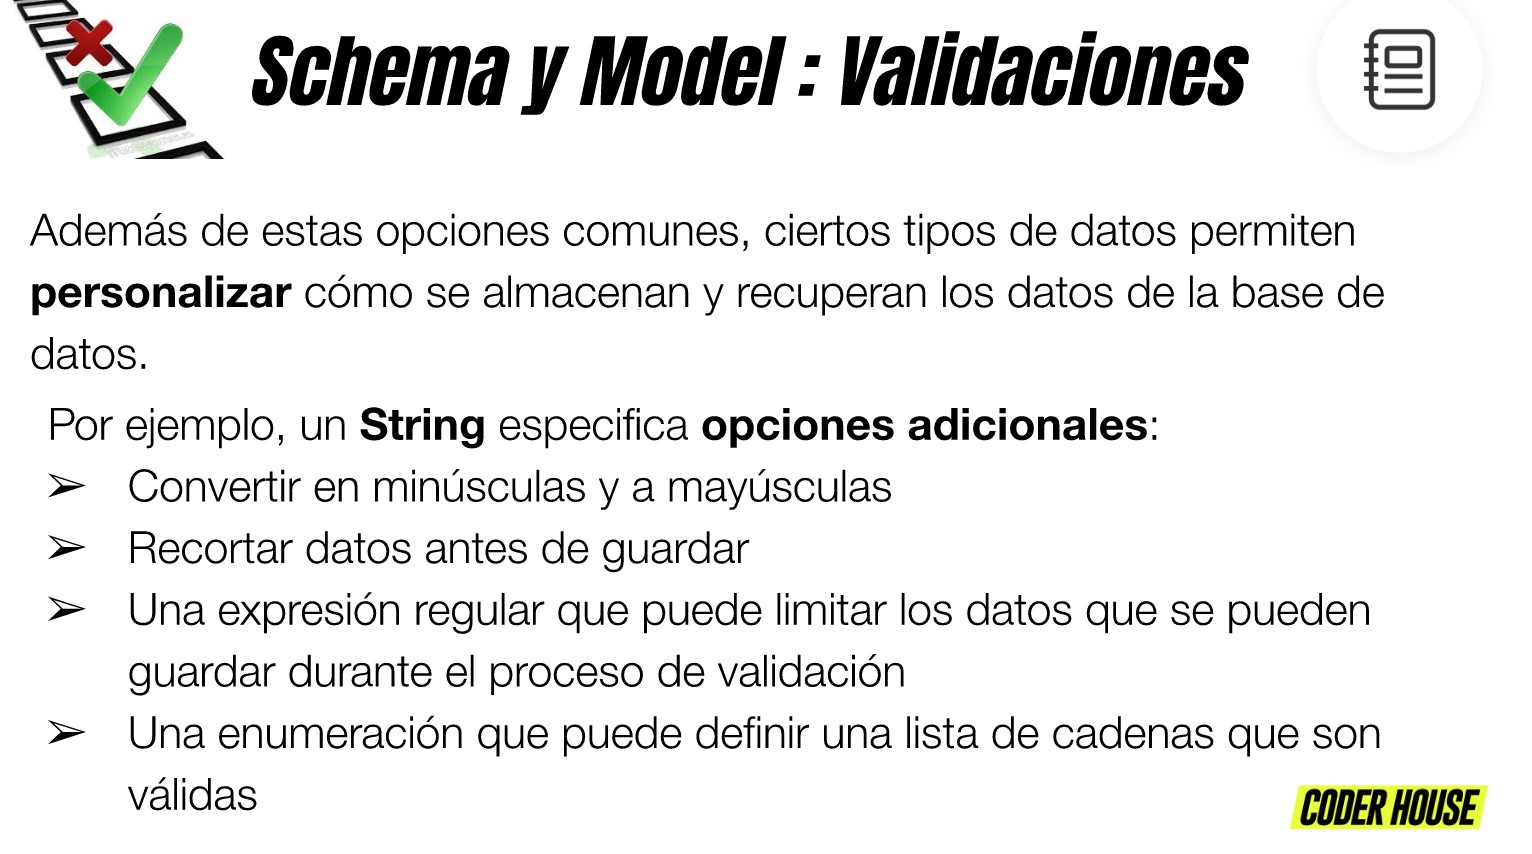 Schema y Model : Validaciones
Además de estas opciones comunes, ciertos tipos de datos permiten
personalizar cómo se almacenan y recuperan los datos de la base de
datos.
Por ejemplo, un String especifica opciones adicionales:
➢ Convertir en minúsculas y a mayúsculas
➢ Recortar datos antes de guardar
➢ Una expresión regular que puede limitar los datos que se pueden
guardar durante el proceso de validación
➢ Una enumeración que puede definir una lista de cadenas que son
válidas
CODER HOUSE